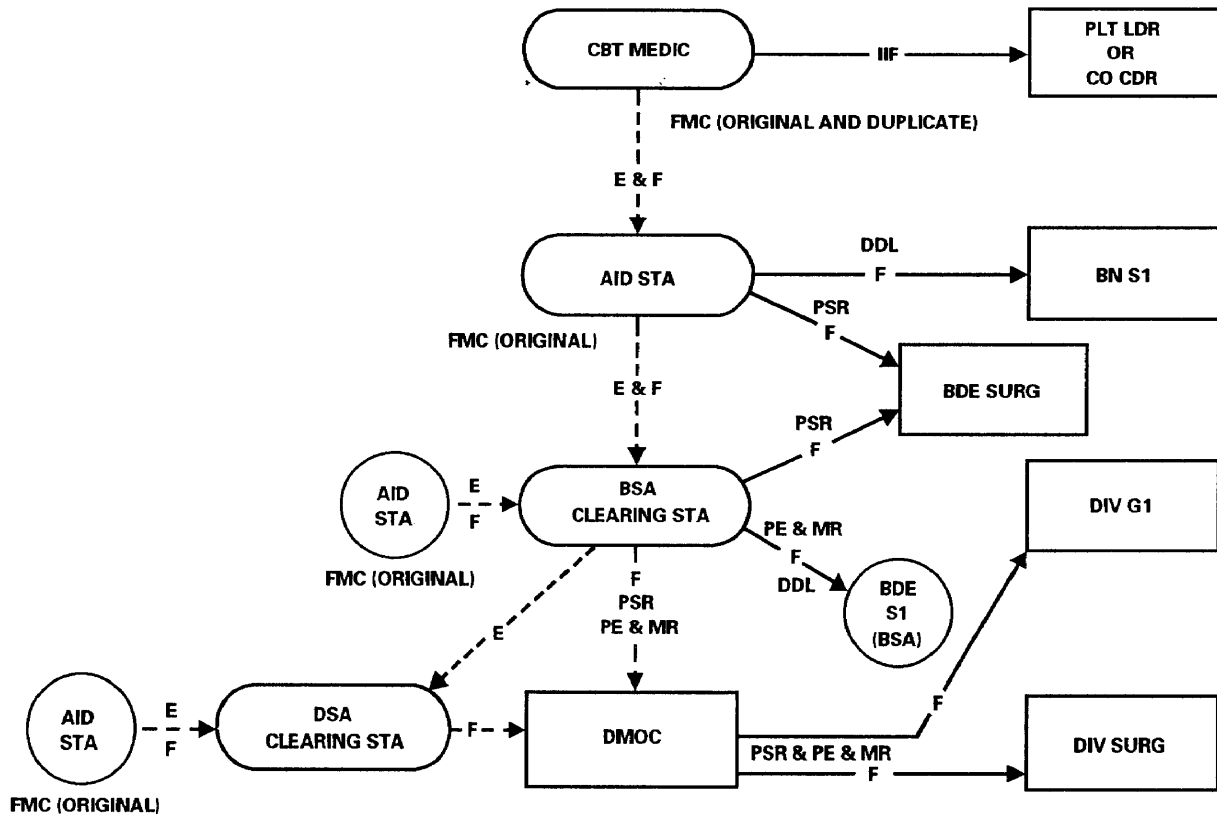 CBT MEDIC
IIF
PLT LDR
OR
CO CDR
FMC (ORIGINAL AND DUPLICATE)
E & F
AID STA
DDL
F
BN S1
PSR
F
FMC (ORIGINAL)
E & F
BDE SURG
PSR
F
AID
STA
E
F
FMC (ORIGINAL)
BSA
CLEARING STA
PE & MR
F
DDL
BDE
S1
(BSA)
DIV G1
F
PSR
PE & MR
E
AID
STA
E
F
FMC (ORIGINAL)
DSA
CLEARING STA
F
DMOC
F
PSR & PE & MR
F
DIV SURG